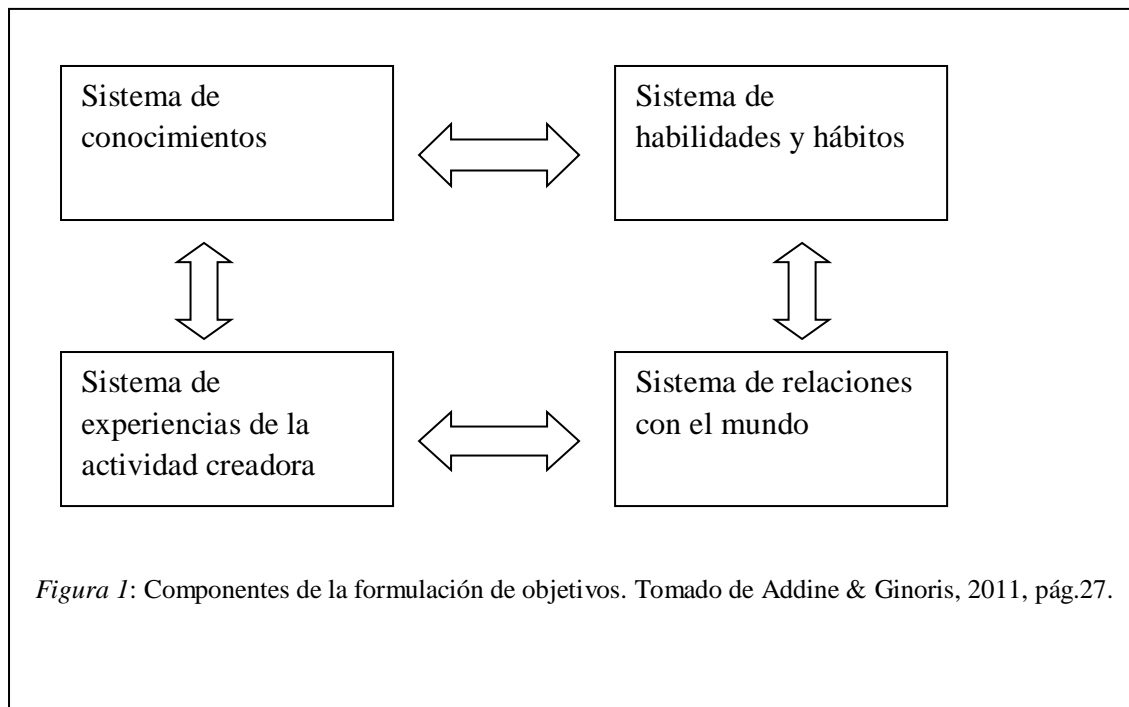 Sistema de
conocimientos
Sistema de
habilidades y hábitos
Sistema de
experiencias de la
actividad creadora
Sistema de relaciones
con el mundo
Figura 1: Componentes de la formulación de objetivos. Tomado de Addine & Ginoris, 2011, pág.27.